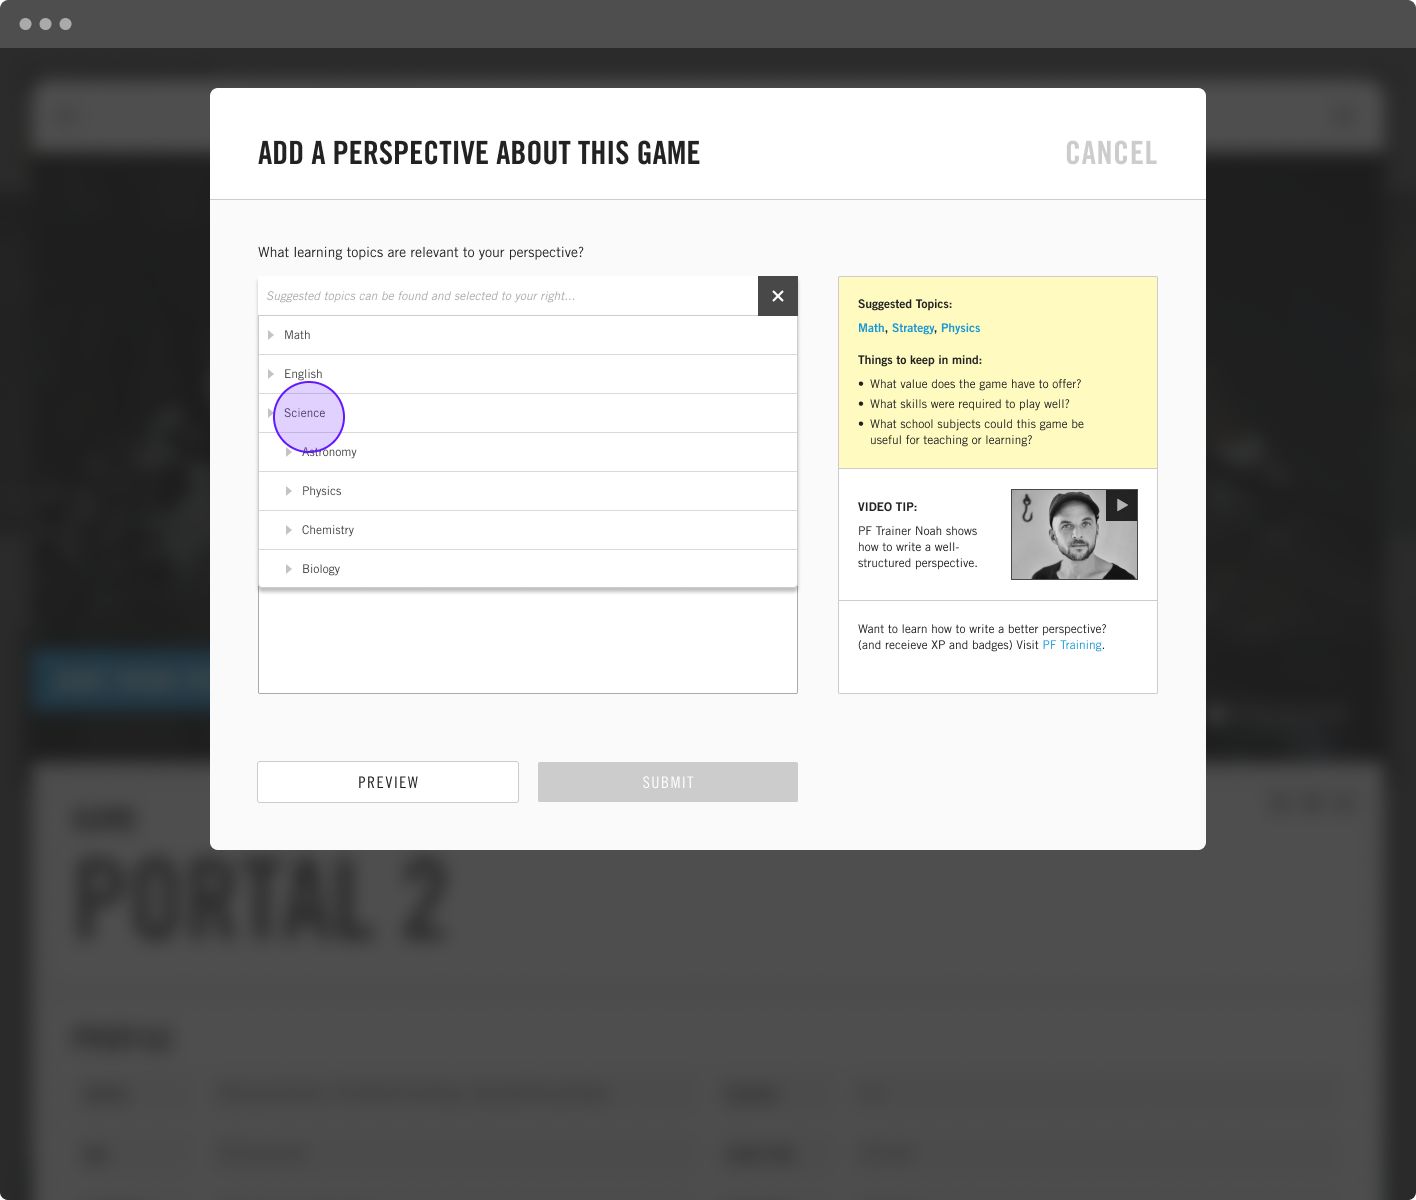 ADD A PERSPECTIVE ABOUT THIS GAME
CANCEL
What learning topics are relevant to your perspective?
Suggested topics can be found and selected to your right...
Math
English
Science
Astronomy
Physics
Chemistry
Biology
Suggested Topics:
Math, Strategy, Physics
Things to keep in mind:
• What value does the game have to offer?
• What skills were required to play well?
• What school subjects could this game be
useful for teaching or learning?
VIDEO TIP:
PF Trainer Noah shows
how to write a well-
structured perspective.
Want to learn how to write a better perspective?
(and receieve XP and badges) Visit PF Training.
PREVIEW
SUBMIT
PORTAL 2